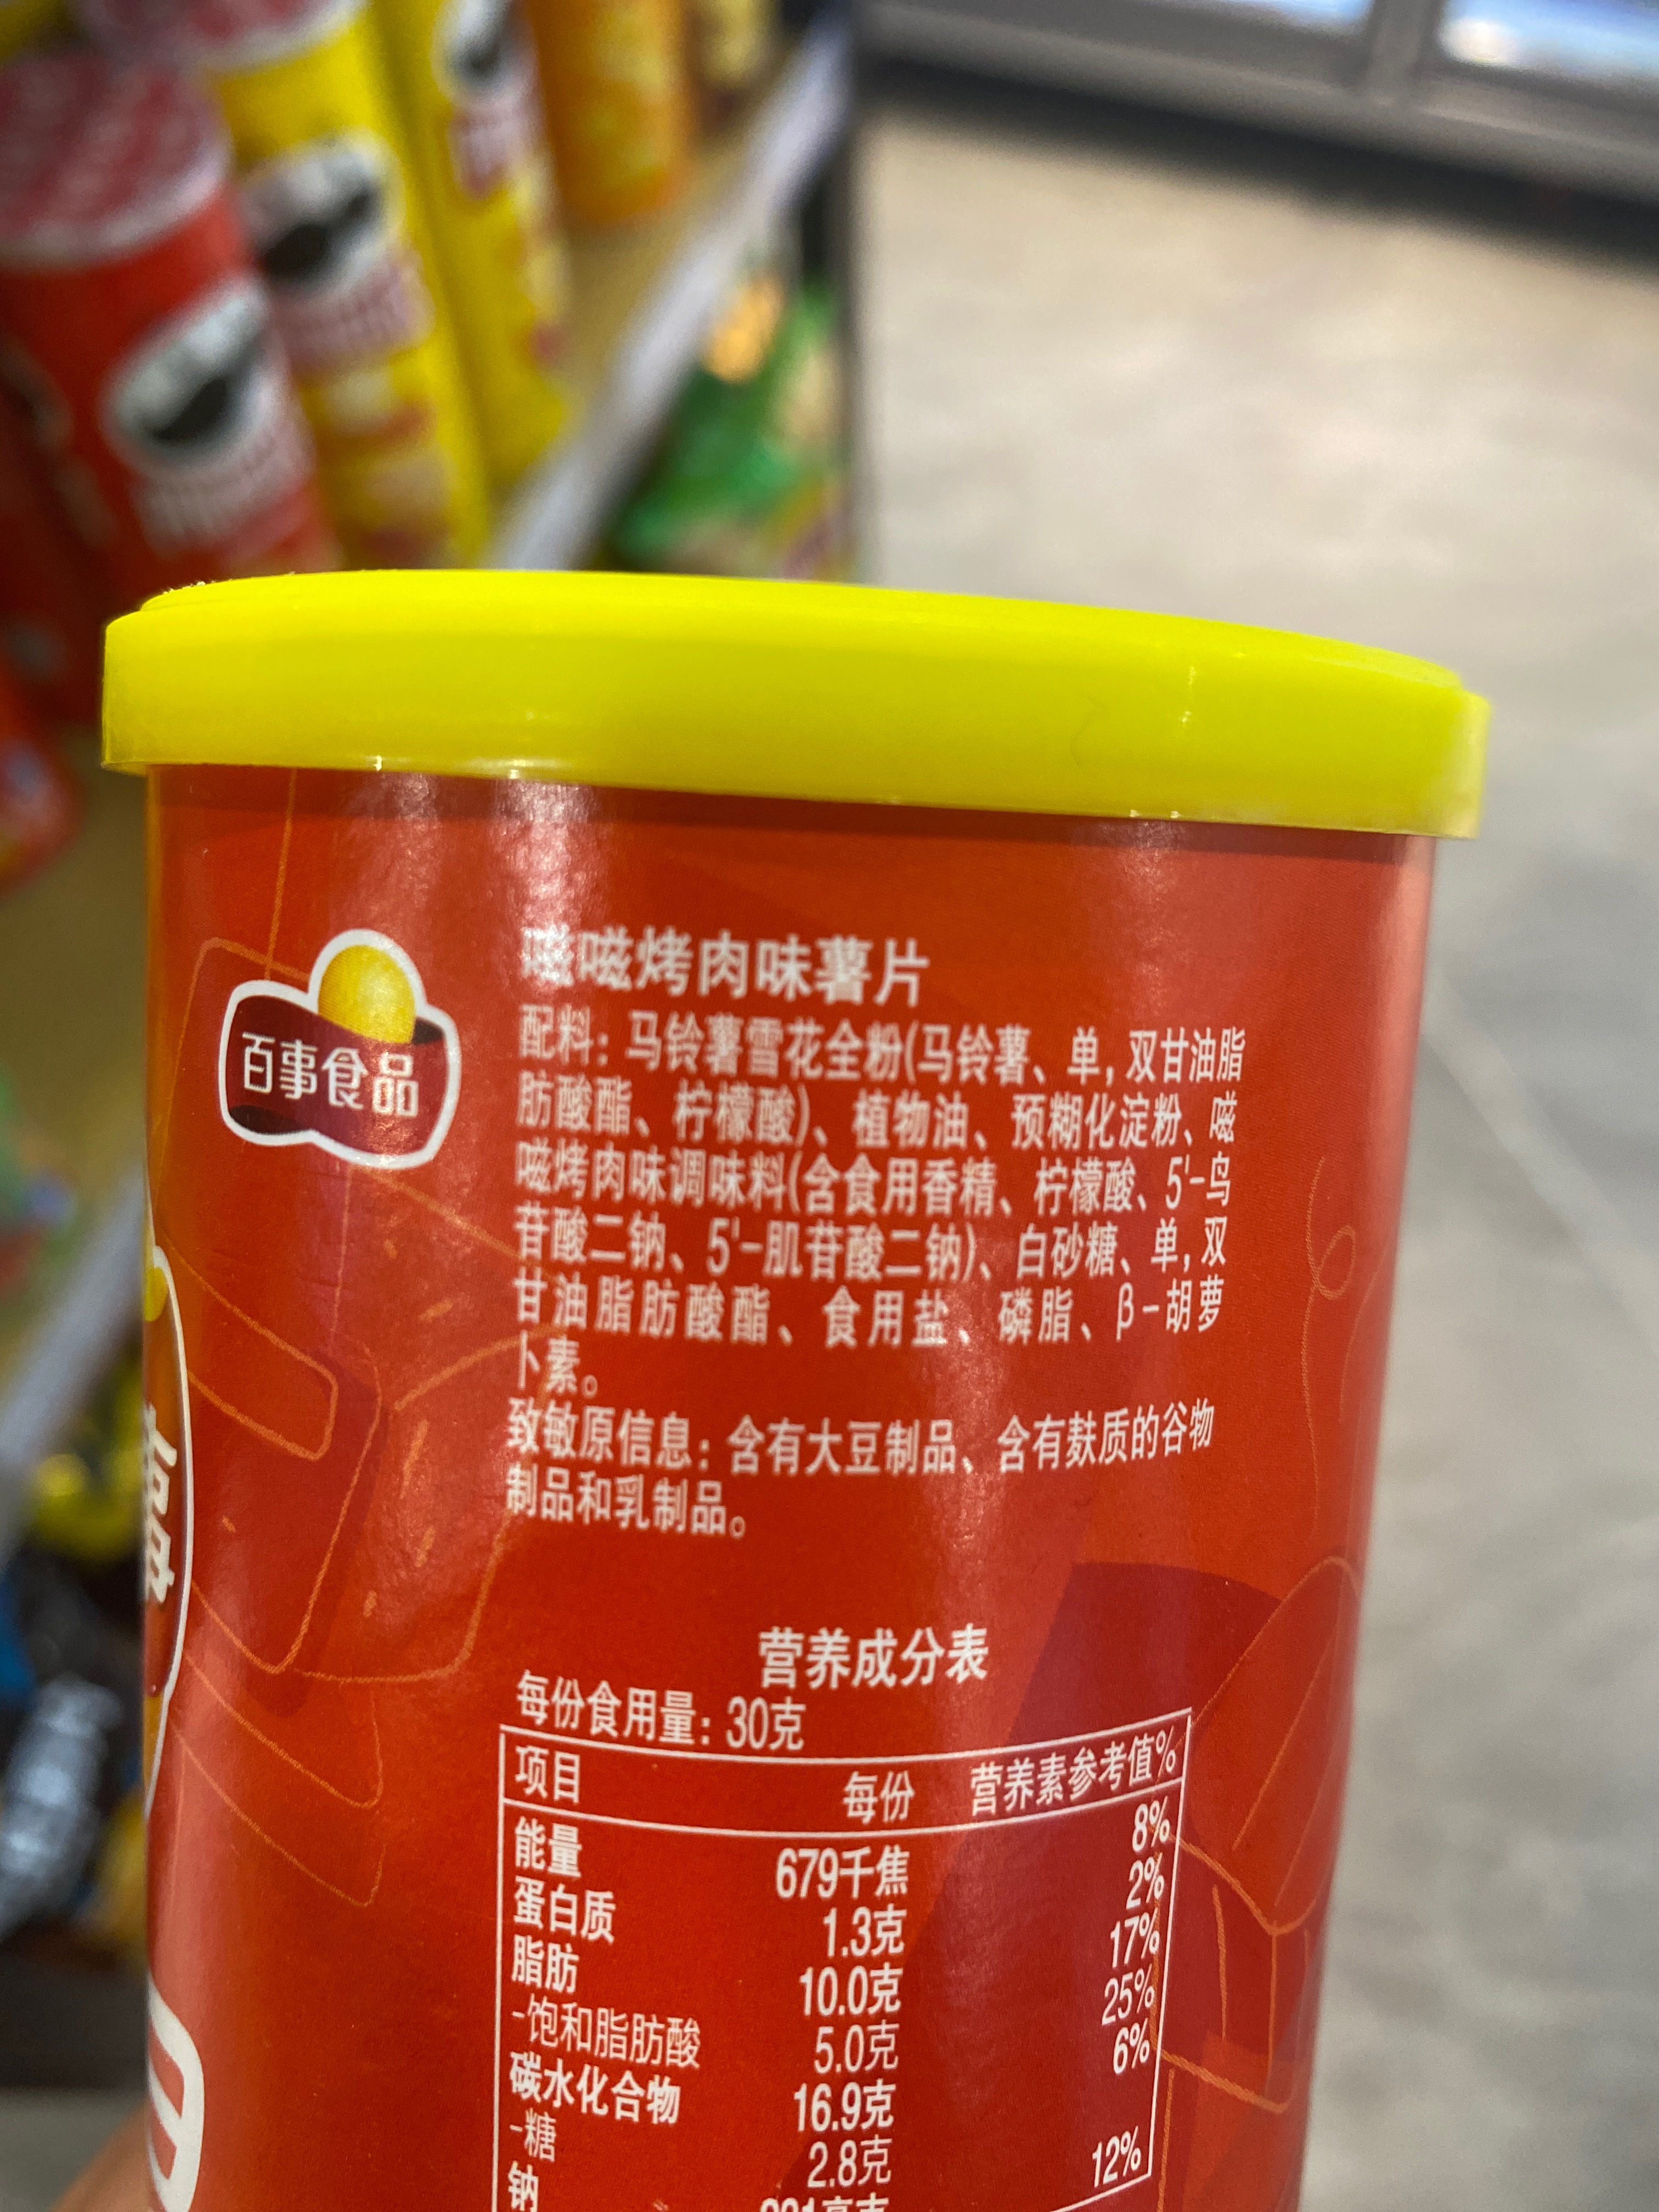 百事食品
嗞嗞烤肉味薯片
配料：马铃薯雪花全粉(马铃薯、单,双甘油脂
肪酸酯、柠檬酸)、植物油、预糊化淀粉、嗞
嗞烤肉味调味料(含食用香精、柠檬酸、5'-鸟
苷酸二钠、5'-肌苷酸二钠)、白砂糖、单,双
甘油脂肪酸酯、食用盐、磷脂、β-胡萝
卜素。
致敏原信息：含有大豆制品、含有麸质的谷物
制品和乳制品。
营养成分表
每份食用量：30克
项目 每份 营养素参考值%
能量 679千焦 8%
蛋白质 1.3克 2%
脂肪 10.0克 17%
-饱和脂肪酸 5.0克 25%
碳水化合物 16.9克 6%
-糖 2.8克
钠 12%